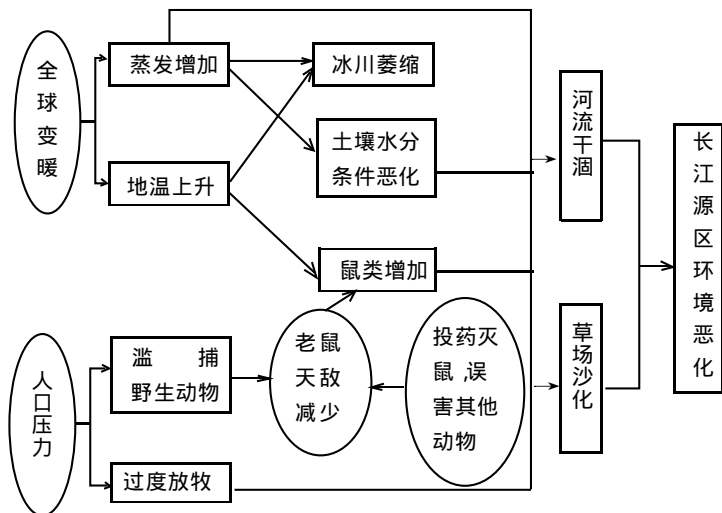 全球变暖
蒸发增加
冰川萎缩
土壤水分
条件恶化
地温上升
鼠类增加
河流干涸
长江源区环境恶化
人口压力
滥 捕
野生动物
老鼠
天敌
减少
投药灭
鼠,误
害其他
动物
草场沙化
过度放牧